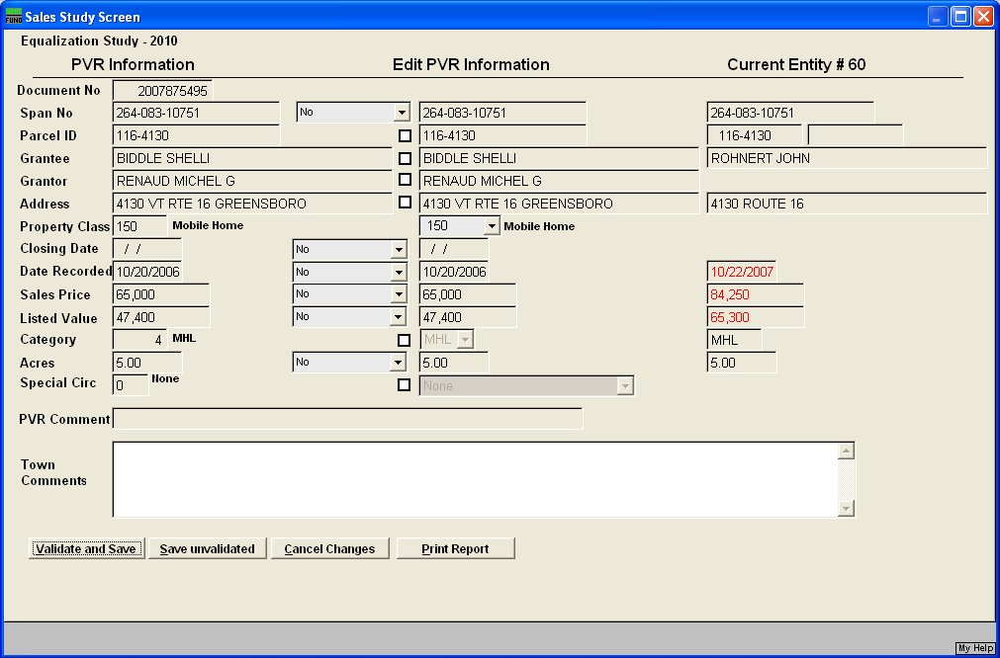 FUND Sales Study Screen
Equalization Study - 2010
PVR Information Edit PVR Information Current Entity # 60
Document No 2007875495
Span No 264-083-10751 No 264-083-10751 264-083-10751
Parcel ID 116-4130 116-4130 116-4130
Grantee BIDDLE SHELLI BIDDLE SHELLI ROHNERT JOHN
Grantor RENAUD MICHEL G RENAUD MICHEL G
Address 4130 VT RTE 16 GREENSBORO 4130 VT RTE 16 GREENSBORO 4130 ROUTE 16
Property Class 150 Mobile Home 150 Mobile Home
Closing Date / / No / /
Date Recorded 10/20/2006 No 10/20/2006 10/22/2007
Sales Price 65,000 No 65,000 84,250
Listed Value 47,400 No 47,400 65,300
Category 4 MHL MHL MHL
Acres 5.00 No 5.00 5.00
Special Circ 0 None None
PVR Comment
Town
Comments
Validate and Save Save unvalidated Cancel Changes Print Report
My Help